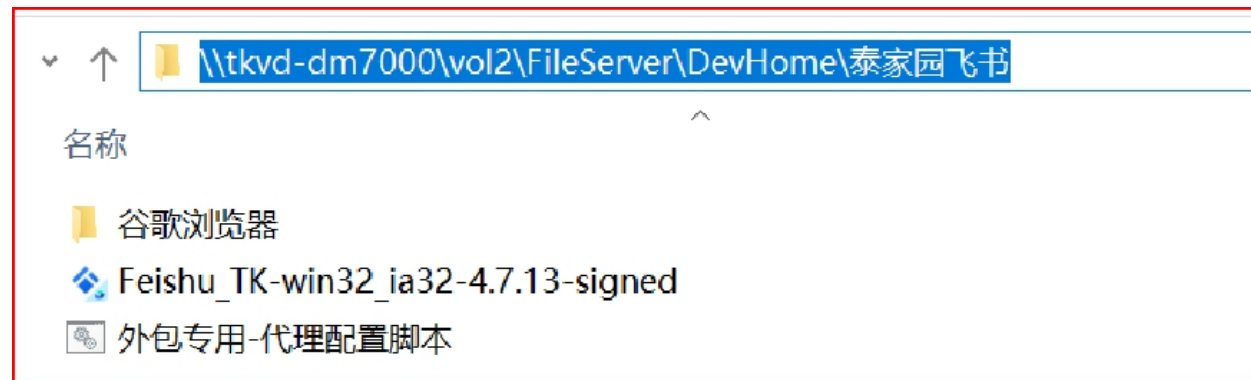 \\tkvd-dm7000\vol2\FileServer\DevHome\泰家园飞书
名称
谷歌浏览器
Feishu_TK-win32_ia32-4.7.13-signed
外包专用-代理配置脚本